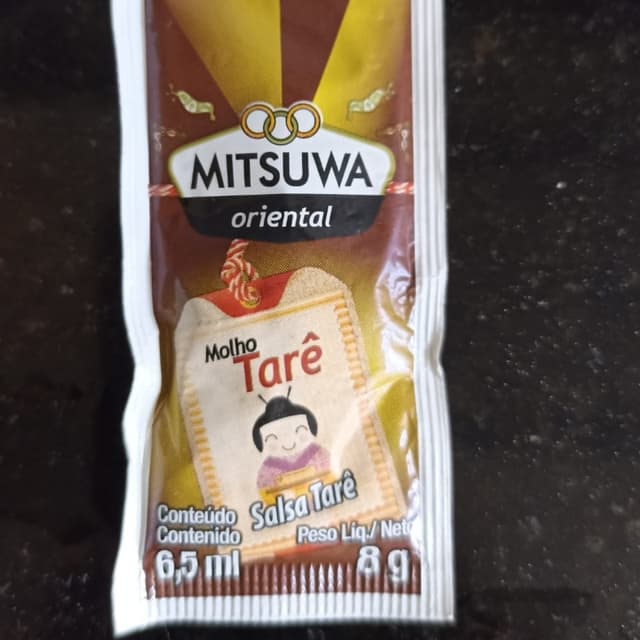 MITSUWA
oriental
Molho
Tarê
Salsa Tarê
Conteúdo
Contenido
6,5 ml
Peso Líq./ Neto
8 g